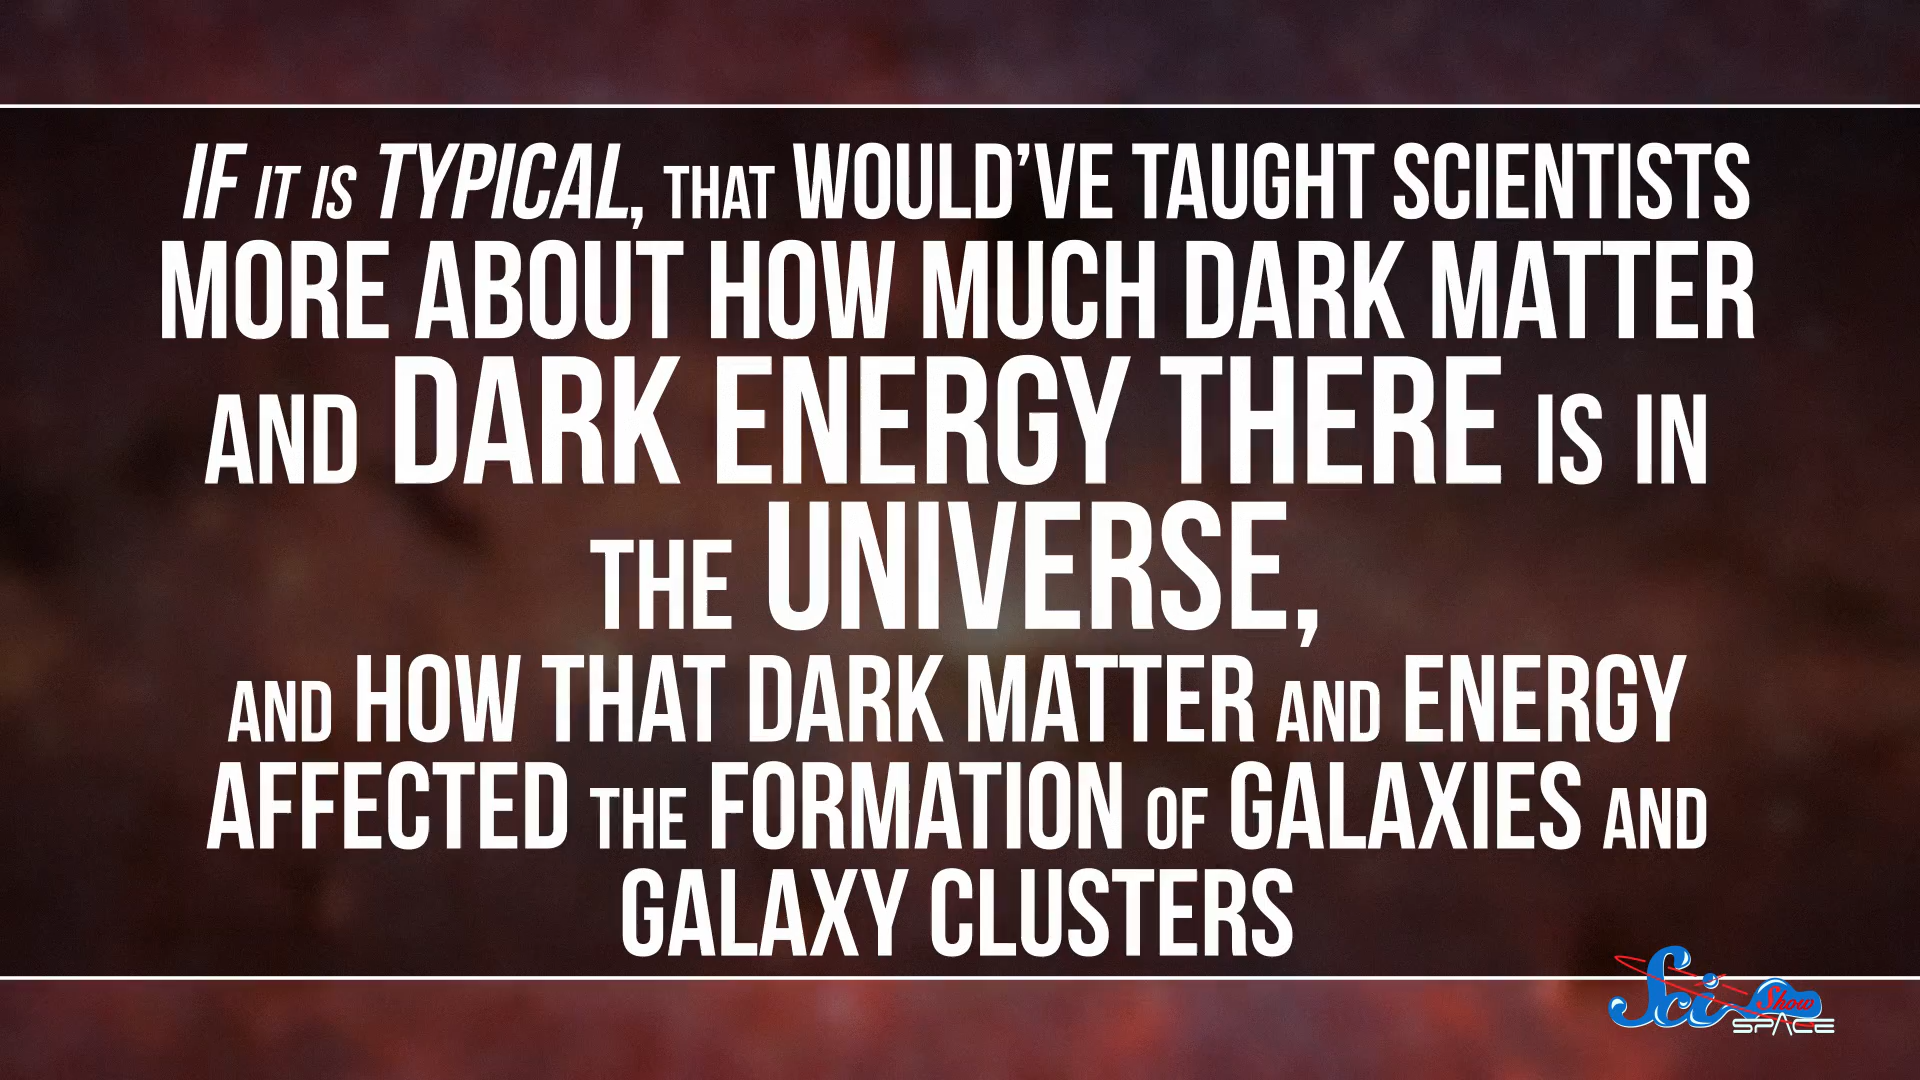 IF IT IS TYPICAL, THAT WOULD'VE TAUGHT SCIENTISTS
MORE ABOUT HOW MUCH DARK MATTER
AND DARK ENERGY THERE IS IN
THE UNIVERSE,
AND HOW THAT DARK MATTER AND ENERGY
AFFECTED THE FORMATION OF GALAXIES AND
GALAXY CLUSTERS
Sci Show
SPACE